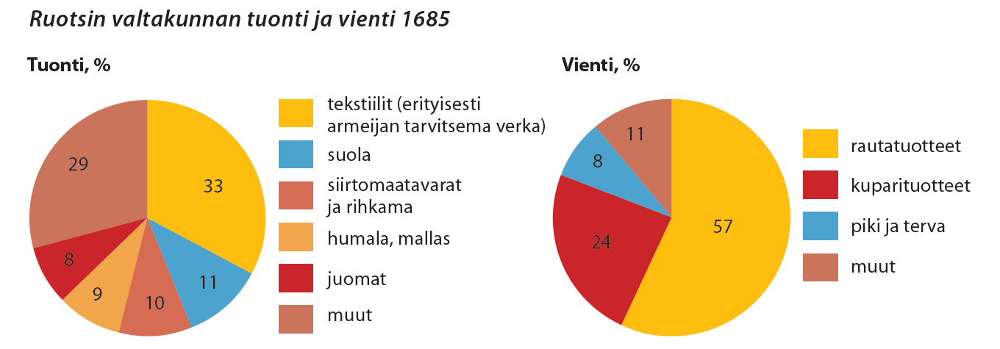 Ruotsin valtakunnan tuonti ja vienti 1685
Tuonti, %
33
11
10
9
8
29
tekstiilit (erityisesti
armeijan tarvitsema verka)
suola
siirtomaatavarat
ja rihkama
humala, mallas
juomat
muut
Vienti, %
57
24
8
11
rautatuotteet
kuparituotteet
piki ja terva
muut